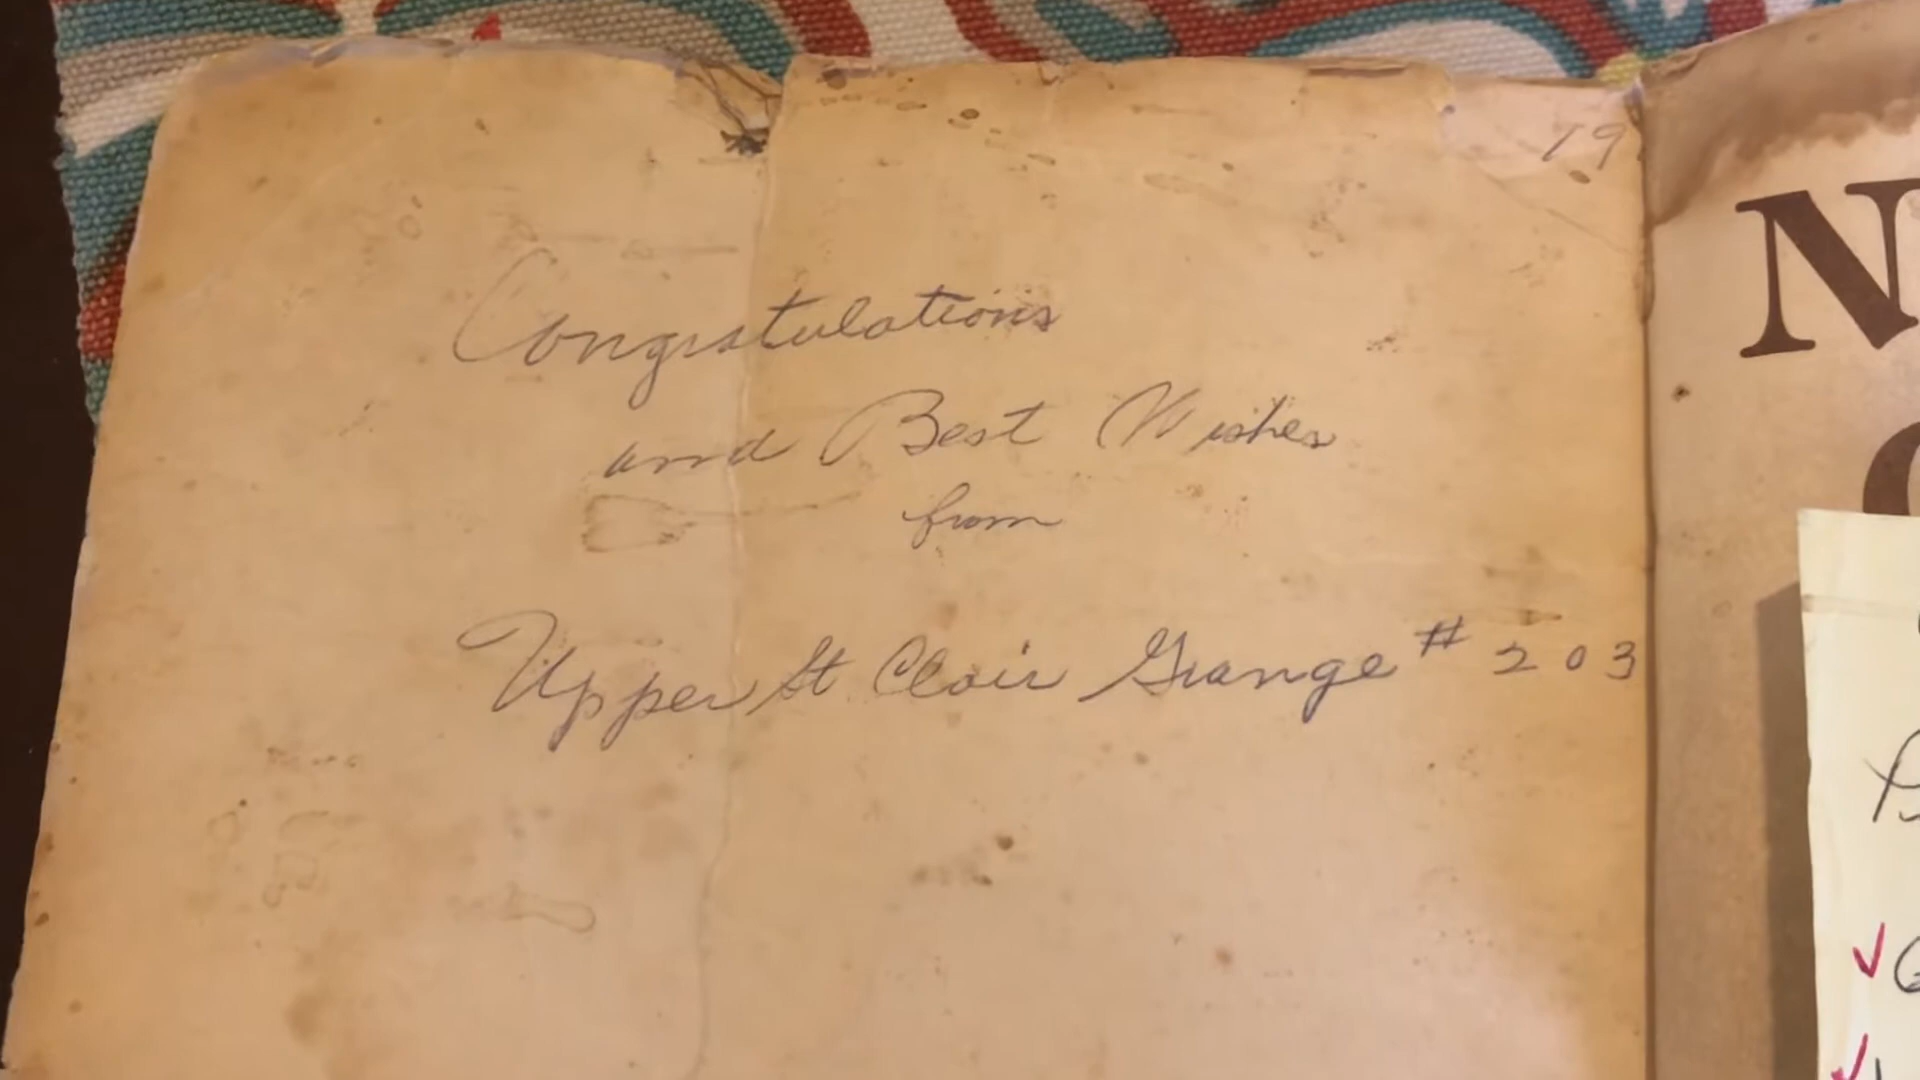 19
Congratulations
and Best Wishes
from
Upper St Clair Grange # 203
N